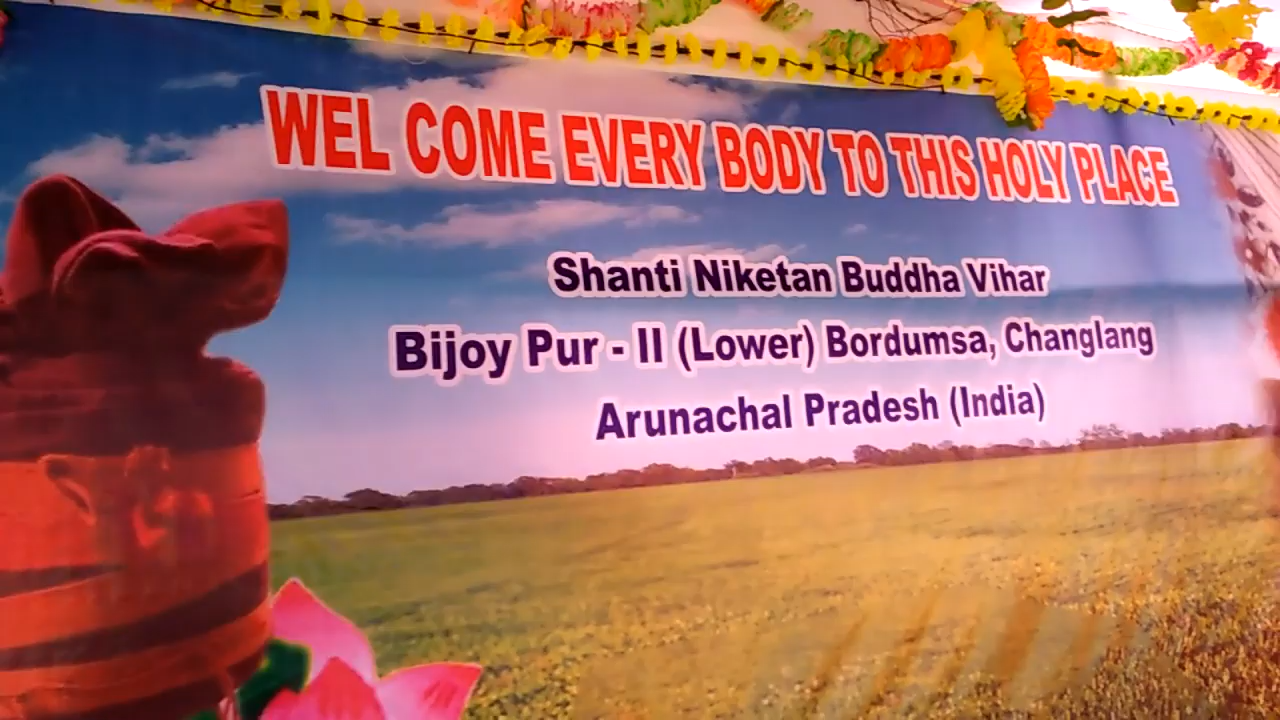 WEL COME EVERY BODY TO THIS HOLY PLACE
Shanti Niketan Buddha Vihar
Bijoy Pur - II (Lower) Bordumsa, Changlang
Arunachal Pradesh (India)